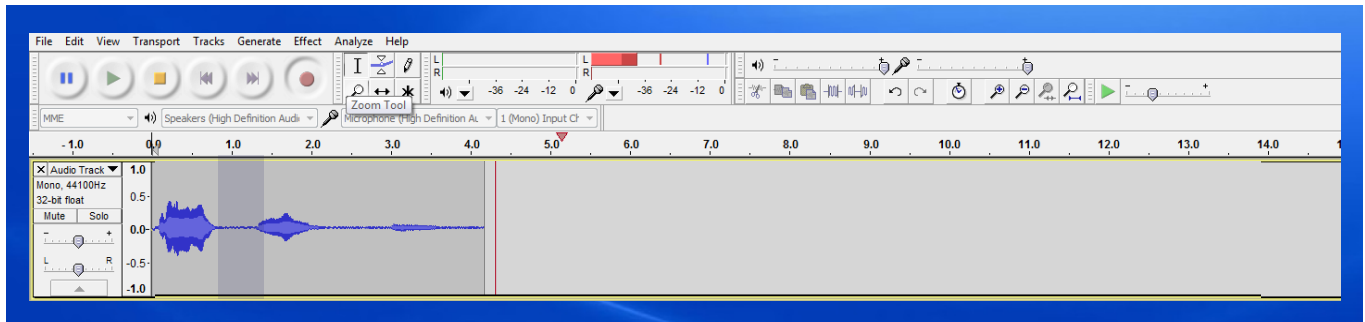 File Edit View Transport Tracks Generate Effect Analyze Help
L
R
L
R
-36 -24 -12 0
-36 -24 -12 0
Zoom Tool
MME
Speakers (High Definition Audi
Microphone (High Definition Au
1 (Mono) Input Ch
-1.0 0.0 1.0 2.0 3.0 4.0 5.0 6.0 7.0 8.0 9.0 10.0 11.0 12.0 13.0 14.0 1
X Audio Track
Mono, 44100Hz
32-bit float
Mute Solo
- +
L R
1.0
0.5
0.0
-0.5
-1.0